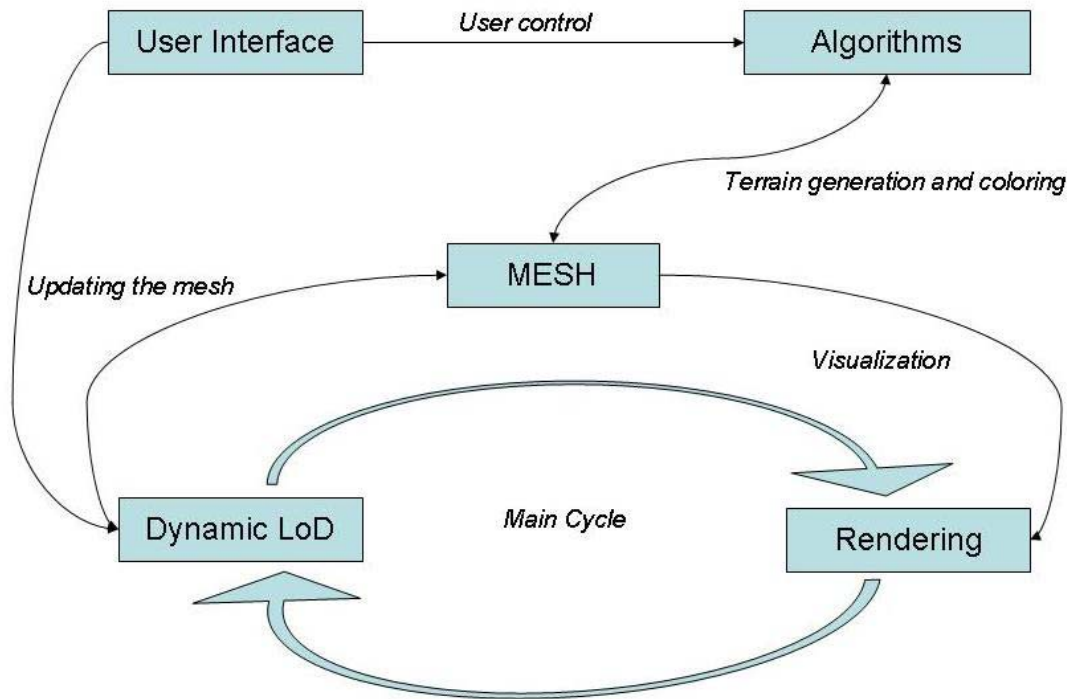 User Interface
User control
Algorithms
Terrain generation and coloring
MESH
Updating the mesh
Visualization
Main Cycle
Dynamic LoD
Rendering